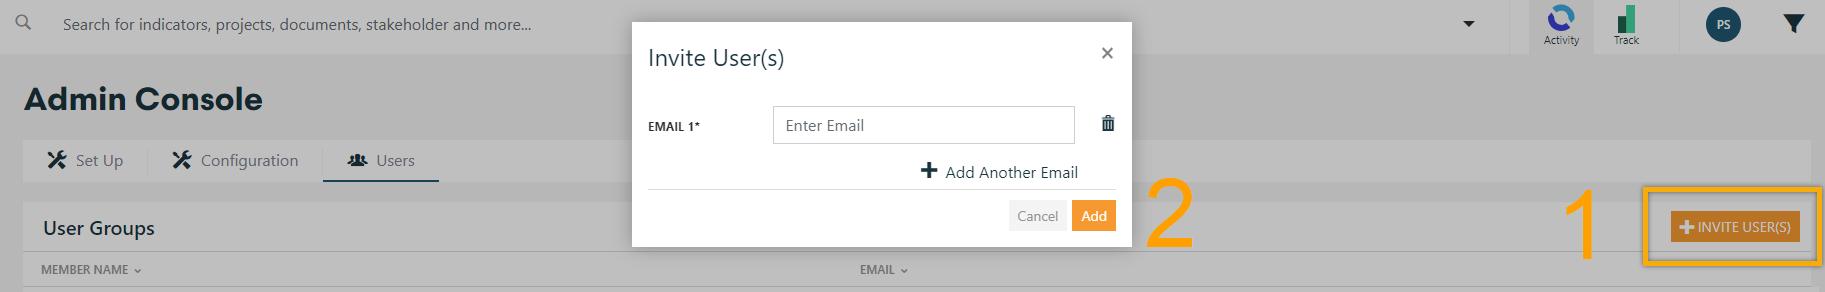 Search for indicators, projects, documents, stakeholder and more...
Activity
Track
PS
Admin Console
Set Up
Configuration
Users
User Groups
INVITE USER(S)
1
MEMBER NAME
EMAIL
Invite User(s)
×
EMAIL 1*
Enter Email
Add Another Email
Cancel
Add
2